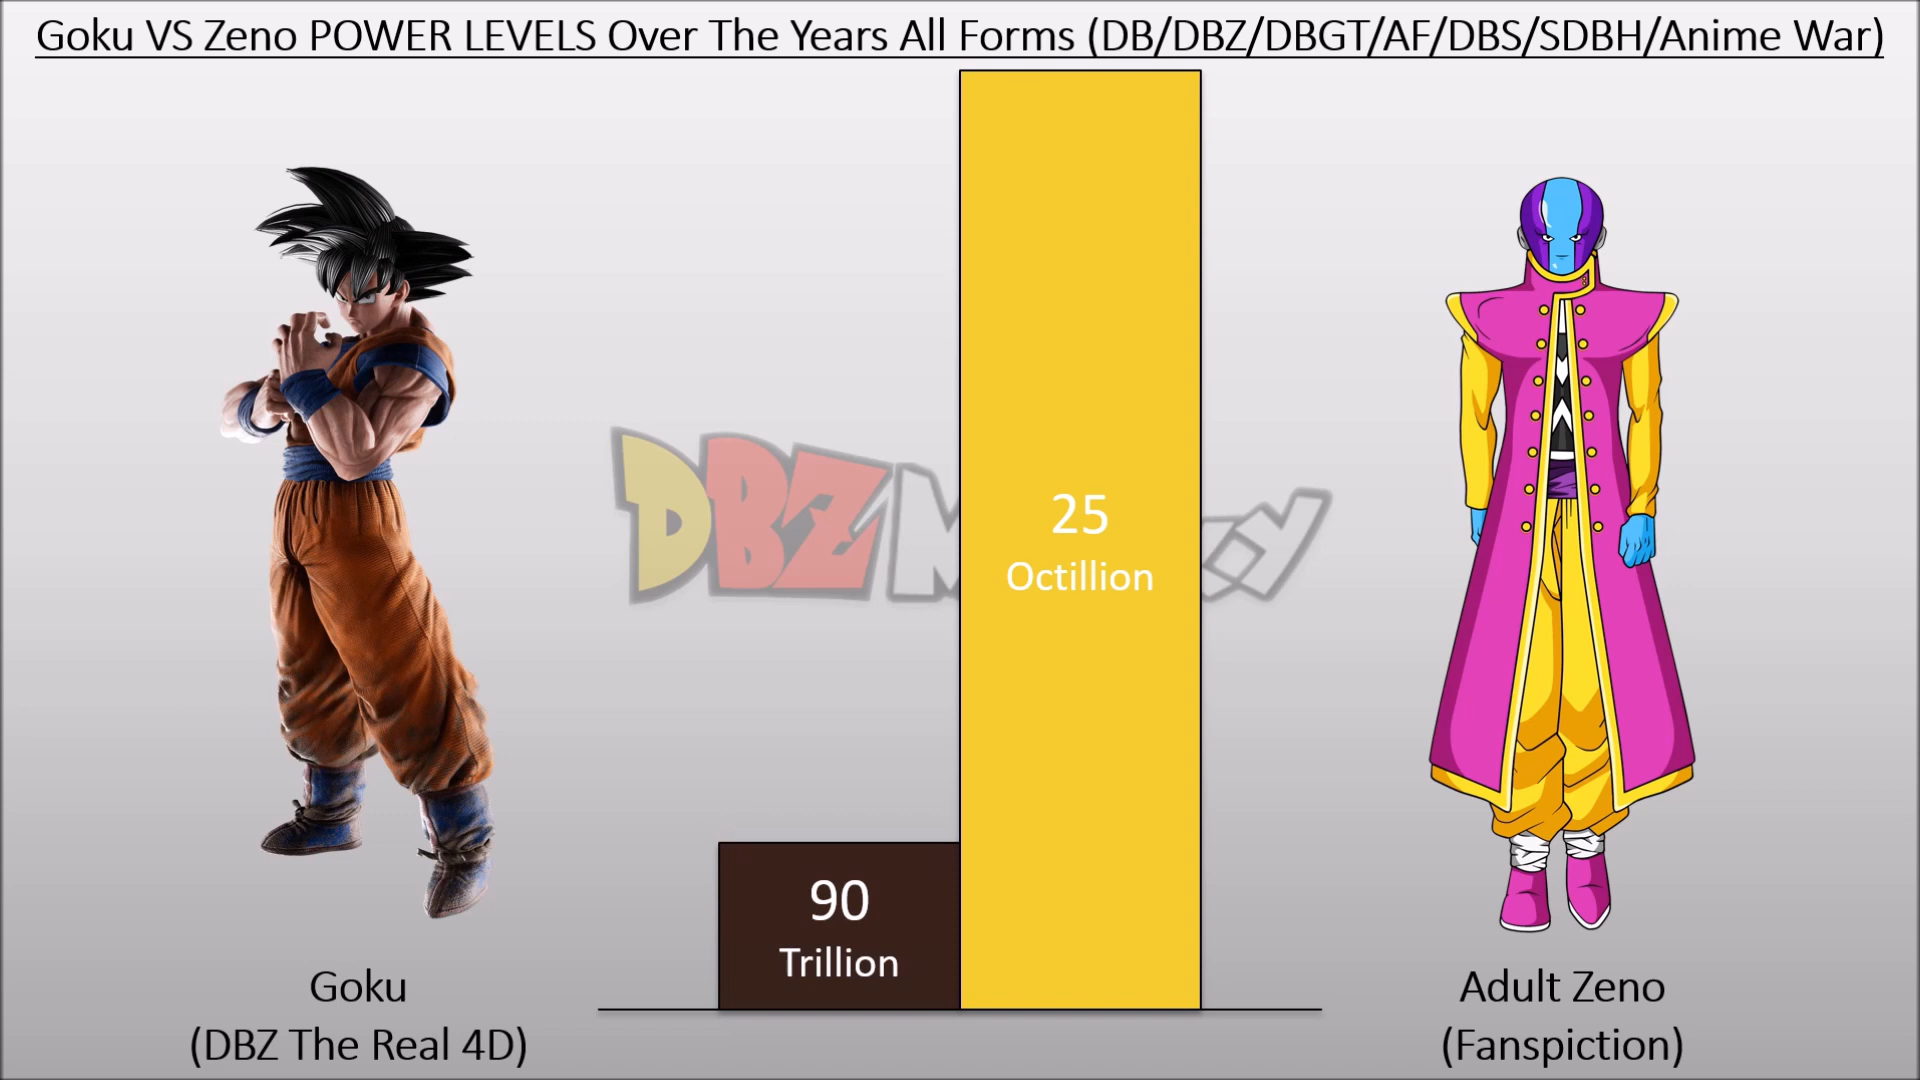 Goku VS Zeno POWER LEVELS Over The Years All Forms (DB/DBZ/DBGT/AF/DBS/SDBH/Anime War)
DBZ
25
Octillion
90
Trillion
Goku
(DBZ The Real 4D)
Adult Zeno
(Fanspiction)